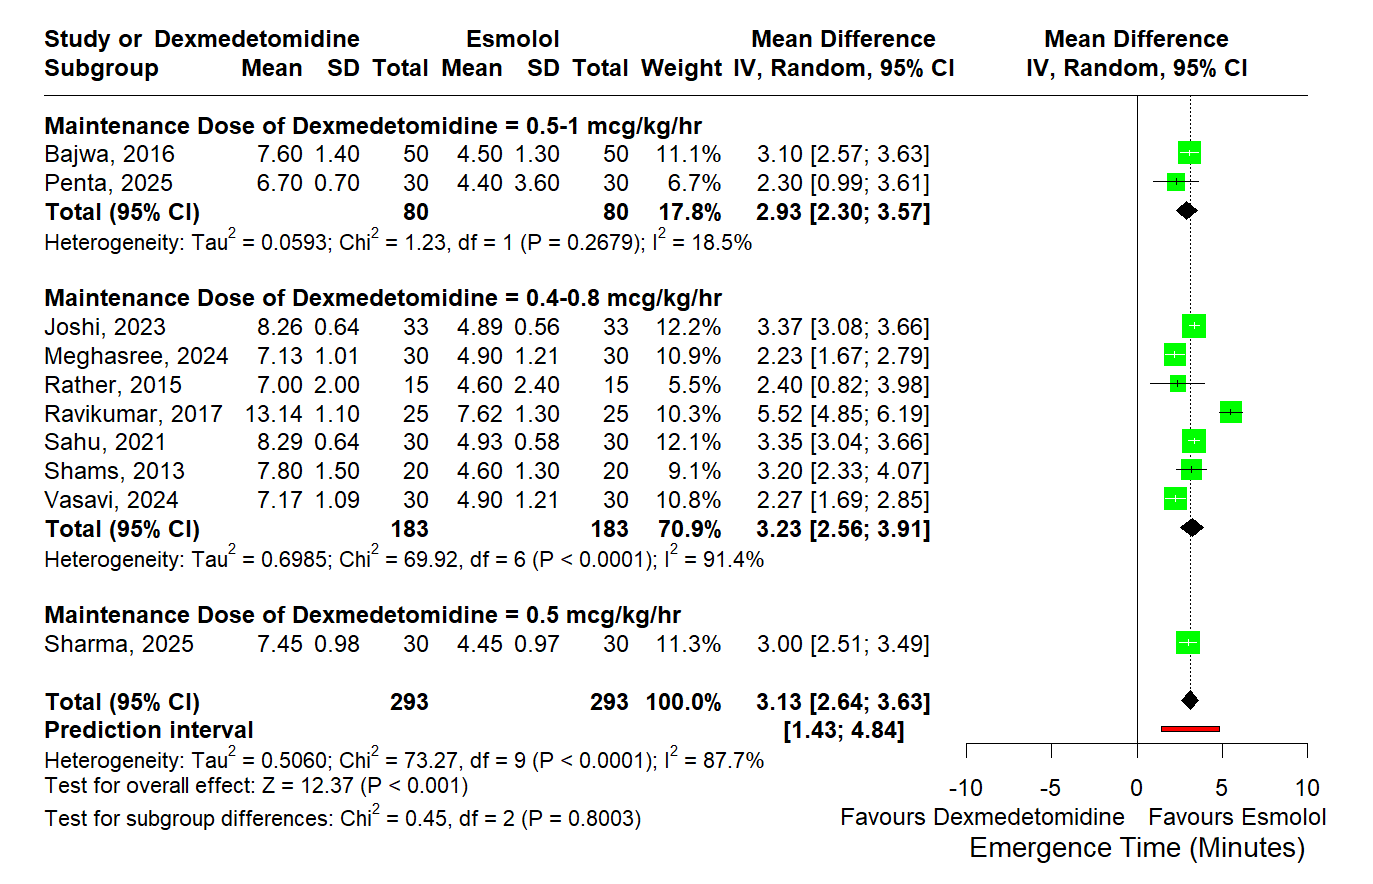 Study or Dexmedetomidine Esmolol Mean Difference Mean Difference
Subgroup Mean SD Total Mean SD Total Weight IV, Random, 95% CI IV, Random, 95% CI
Maintenance Dose of Dexmedetomidine = 0.5-1 mcg/kg/hr
Bajwa, 2016 7.60 1.40 50 4.50 1.30 50 11.1% 3.10 [2.57; 3.63]
Penta, 2025 6.70 0.70 30 4.40 3.60 30 6.7% 2.30 [0.99; 3.61]
Total (95% CI) 80 80 17.8% 2.93 [2.30; 3.57]
Heterogeneity: Tau² = 0.0593; Chi² = 1.23, df = 1 (P = 0.2679); I² = 18.5%
Maintenance Dose of Dexmedetomidine = 0.4-0.8 mcg/kg/hr
Joshi, 2023 8.26 0.64 33 4.89 0.56 33 12.2% 3.37 [3.08; 3.66]
Meghasree, 2024 7.13 1.01 30 4.90 1.21 30 10.9% 2.23 [1.67; 2.79]
Rather, 2015 7.00 2.00 15 4.60 2.40 15 5.5% 2.40 [0.82; 3.98]
Ravikumar, 2017 13.14 1.10 25 7.62 1.30 25 10.3% 5.52 [4.85; 6.19]
Sahu, 2021 8.29 0.64 30 4.93 0.58 30 12.1% 3.35 [3.04; 3.66]
Shams, 2013 7.80 1.50 20 4.60 1.30 20 9.1% 3.20 [2.33; 4.07]
Vasavi, 2024 7.17 1.09 30 4.90 1.21 30 10.8% 2.27 [1.69; 2.85]
Total (95% CI) 183 183 70.9% 3.23 [2.56; 3.91]
Heterogeneity: Tau² = 0.6985; Chi² = 69.92, df = 6 (P < 0.0001); I² = 91.4%
Maintenance Dose of Dexmedetomidine = 0.5 mcg/kg/hr
Sharma, 2025 7.45 0.98 30 4.45 0.97 30 11.3% 3.00 [2.51; 3.49]
Total (95% CI) 293 293 100.0% 3.13 [2.64; 3.63]
Prediction interval [1.43; 4.84]
Heterogeneity: Tau² = 0.5060; Chi² = 73.27, df = 9 (P < 0.0001); I² = 87.7%
Test for overall effect: Z = 12.37 (P < 0.001)
Test for subgroup differences: Chi² = 0.45, df = 2 (P = 0.8003)
-10 -5 0 5 10
Favours Dexmedetomidine Favours Esmolol
Emergence Time (Minutes)